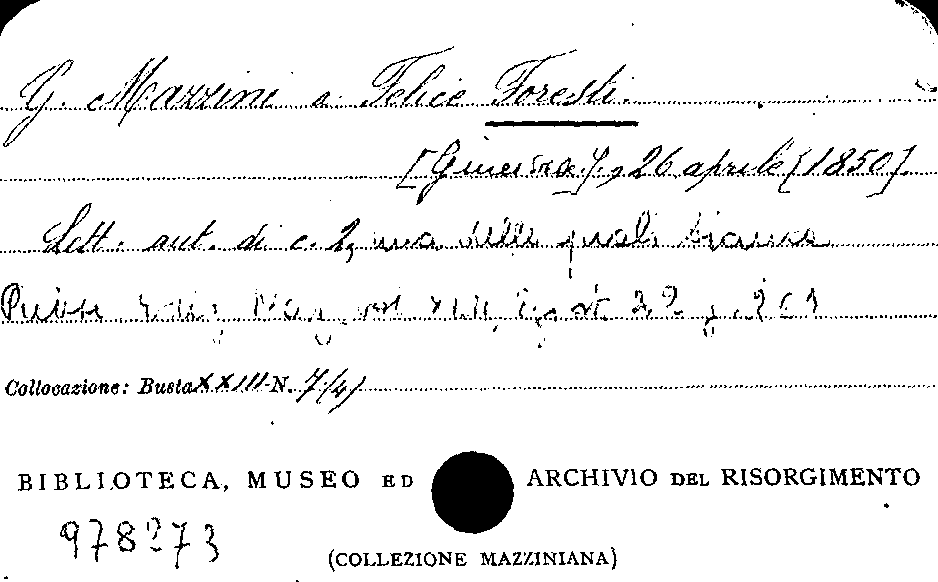 G. Mazzini a Felice Foresti.
[Ginevra], 26 aprile [1850].
Lett. aut. di c. 2, una delle quali bianca
vol.
Collocazione: Busta XXIII N. 7(4)
BIBLIOTECA, MUSEO ED ARCHIVIO DEL RISORGIMENTO
(COLLEZIONE MAZZINIANA)